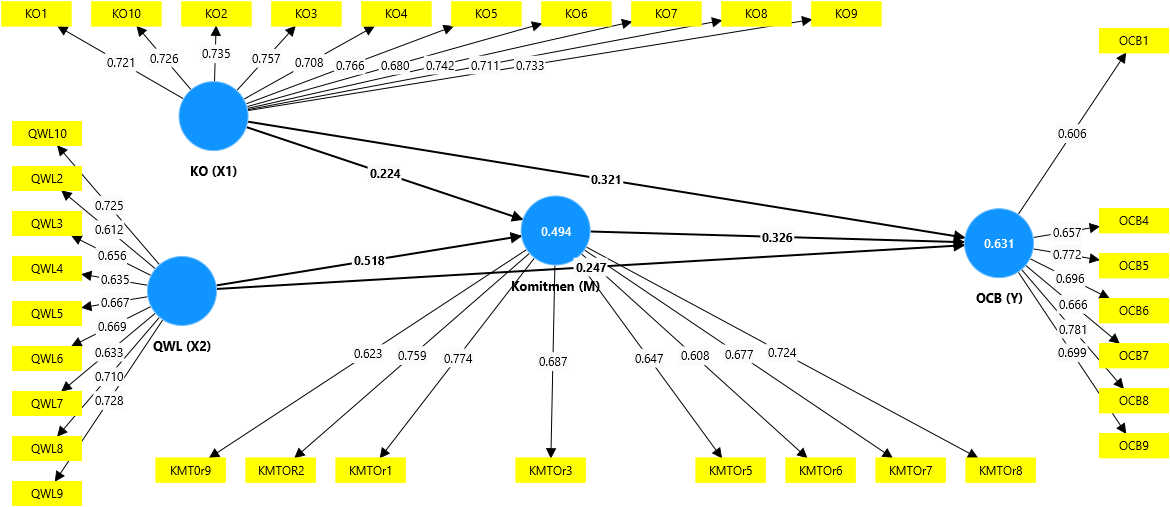 KO1 KO10 KO2 KO3 KO4 KO5 KO6 KO7 KO8 KO9
0.721 0.726 0.735 0.757 0.708 0.766 0.680 0.742 0.711 0.733
KO (X1)
QWL10
QWL2
QWL3
QWL4
QWL5
QWL6
QWL7
QWL8
QWL9
0.725
0.612
0.656
0.635
0.667
0.669
0.633
0.710
0.728
QWL (X2)
0.224
0.321
0.518
0.326
0.247
0.494
Komitmen (M)
0.623 0.759 0.774 0.687 0.647 0.608 0.677 0.724
KMT0r9 KMTOR2 KMTOr1 KMTOr3 KMTOr5 KMTOr6 KMTOr7 KMTOr8
0.631
OCB (Y)
0.606
0.657
0.772
0.696
0.666
0.781
0.699
OCB1
OCB4
OCB5
OCB6
OCB7
OCB8
OCB9